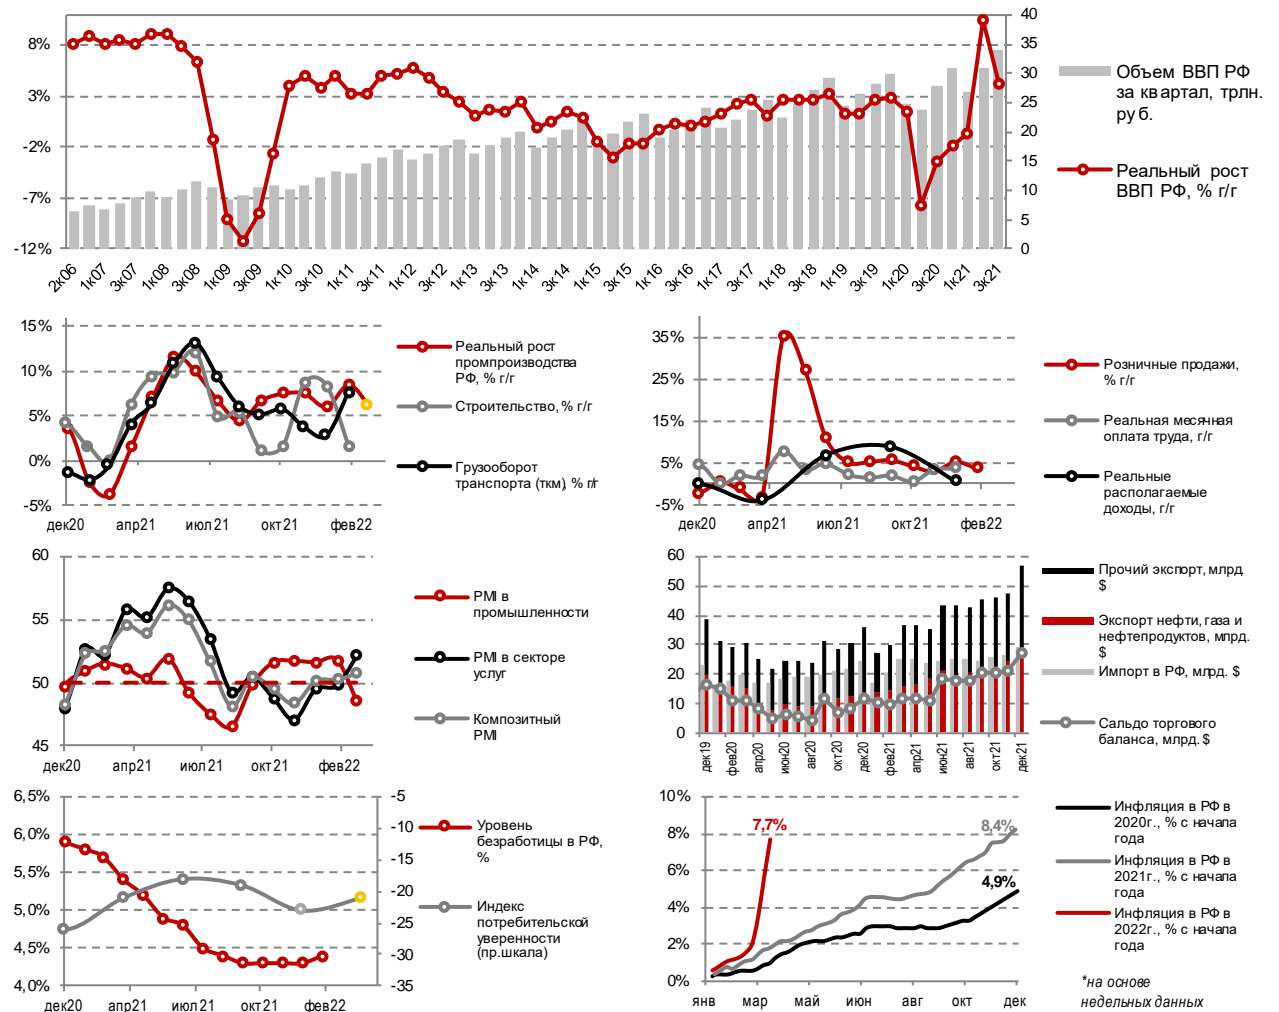 8%
3%
-2%
-7%
-12%
40
35
30
25
20
15
10
5
0
2к06
1к07
3к07
1к08
3к08
1к09
3к09
1к10
3к10
1к11
3к11
1к12
3к12
1к13
3к13
1к14
3к14
1к15
3к15
1к16
3к16
1к17
3к17
1к18
3к18
1к19
3к19
1к20
3к20
1к21
3к21
Объем ВВП РФ
за квартал, трлн.
руб.
Реальный рост
ВВП РФ, % г/г
15%
10%
5%
0%
-5%
дек20
апр21
июл21
окт21
фев22
Реальный рост
промпроизводства
РФ, % г/г
Строительство, % г/г
Грузооборот
транспорта (ткм), % г/г
35%
25%
15%
5%
-5%
дек20
апр21
июл21
окт21
фев22
Розничные продажи,
% г/г
Реальная месячная
оплата труда, г/г
Реальные
располагаемые
доходы, г/г
60
55
50
45
дек20
апр21
июл21
окт21
фев22
PMI в
промышленности
PMI в секторе
услуг
Композитный
PMI
60
50
40
30
20
10
0
дек19
фев20
апр20
июн20
авг20
окт20
дек20
фев21
апр21
июн21
авг21
окт21
дек21
Прочий экспорт, млрд.
$
Экспорт нефти, газа и
нефтепродуктов, млрд.
$
Импорт в РФ, млрд. $
Сальдо торгового
баланса, млрд. $
6,5%
6,0%
5,5%
5,0%
4,5%
4,0%
-5
-10
-15
-20
-25
-30
-35
дек20
апр21
июл21
окт21
фев22
Уровень
безработицы в РФ,
%
Индекс
потребительской
уверенности
(пр.шкала)
10%
8%
6%
4%
2%
0%
7,7%
8,4%
4,9%
янв
мар
май
июн
авг
окт
дек
Инфляция в РФ в
2020г., % с начала
года
Инфляция в РФ в
2021г., % с начала
года
Инфляция в РФ в
2022г., % с начала
года
*на основе
недельных данных